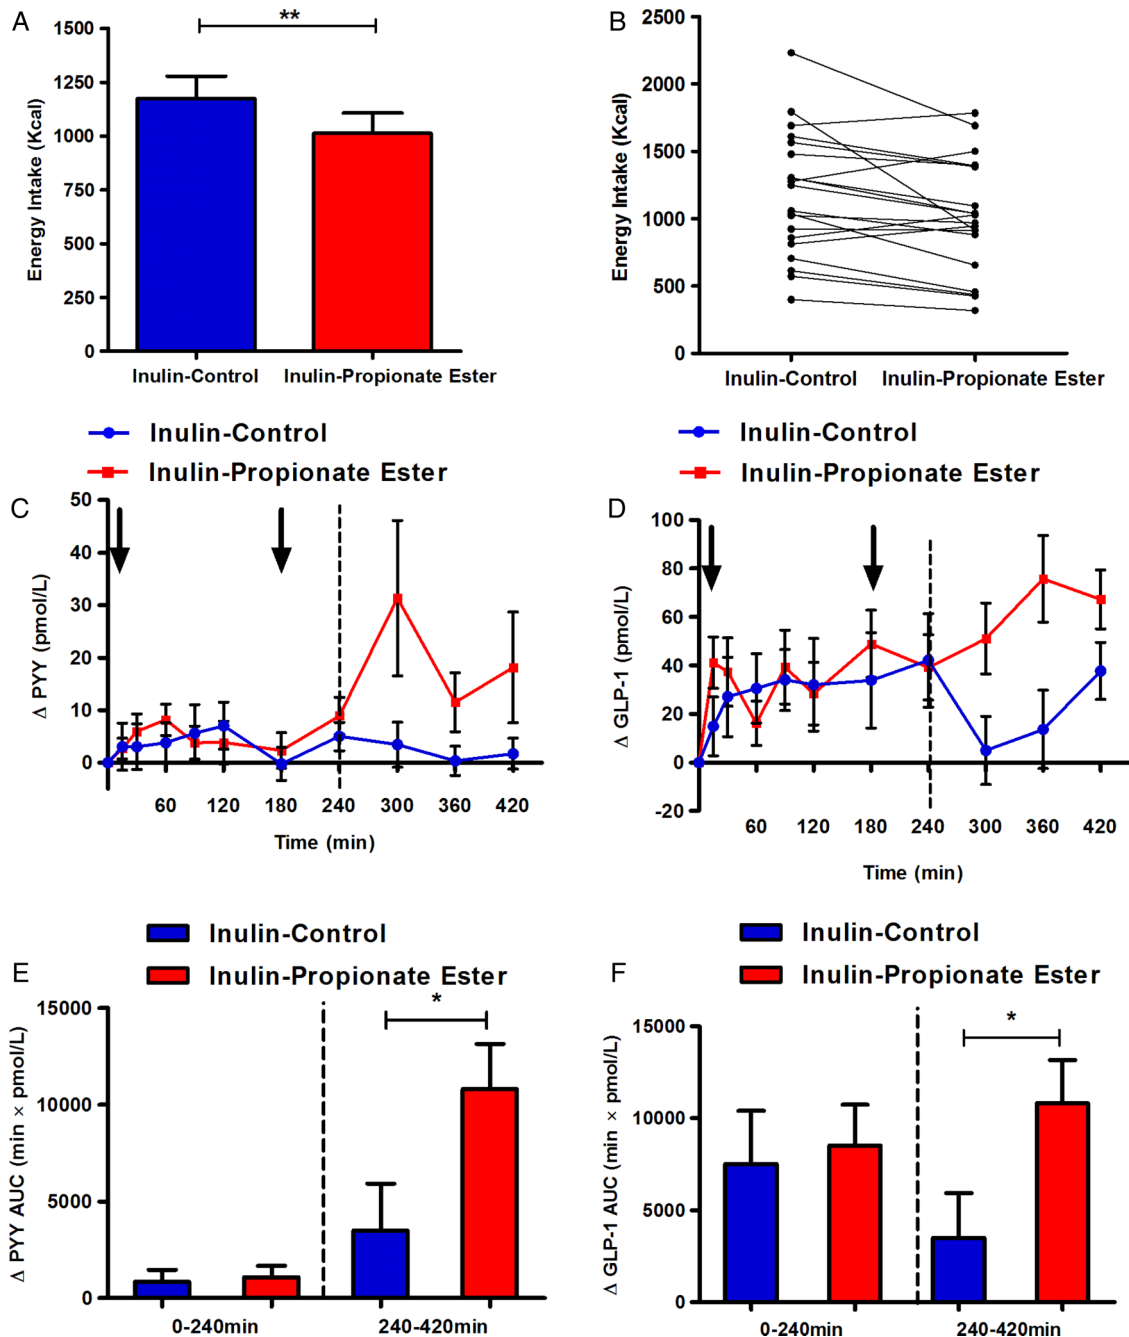 A
**
1500
1250
1000
750
500
250
0
Energy Intake (Kcal)
Inulin-Control
Inulin-Propionate Ester
B
2500
2000
1500
1000
500
0
Energy Intake (Kcal)
Inulin-Control
Inulin-Propionate Ester
Inulin-Control
Inulin-Propionate Ester
C
50
40
30
20
10
0
Δ PYY (pmol/L)
60 120 180 240 300 360 420
Time (min)
Inulin-Control
Inulin-Propionate Ester
D
100
80
60
40
20
0
-20
Δ GLP-1 (pmol/L)
60 120 180 240 300 360 420
Time (min)
Inulin-Control
Inulin-Propionate Ester
E
*
15000
10000
5000
0
Δ PYY AUC (min × pmol/L)
0-240min
240-420min
Inulin-Control
Inulin-Propionate Ester
F
*
15000
10000
5000
0
Δ GLP-1 AUC (min × pmol/L)
0-240min
240-420min